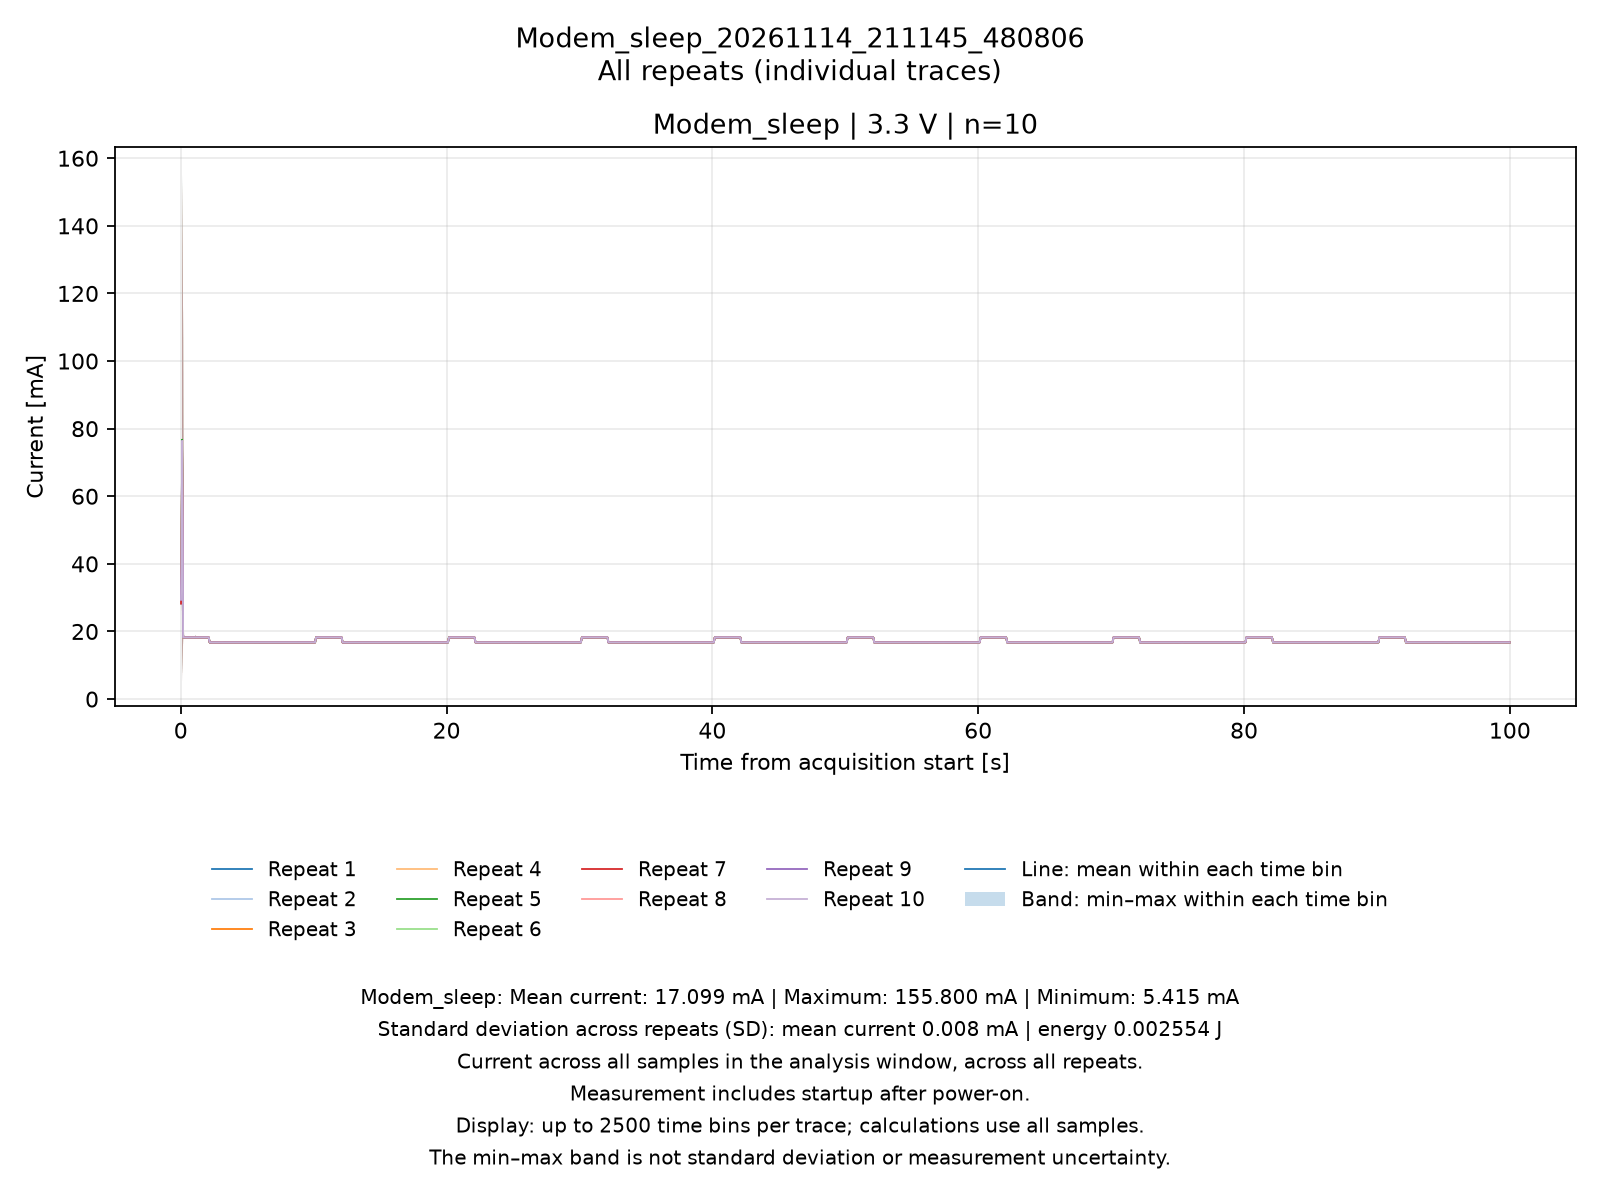 Modem_sleep_20261114_211145_480806
All repeats (individual traces)
Modem_sleep | 3.3 V | n=10
160
140
120
100
80
60
40
20
0
Current [mA]
0 20 40 60 80 100
Time from acquisition start [s]
Repeat 1 Repeat 4 Repeat 7 Repeat 9 Line: mean within each time bin
Repeat 2 Repeat 5 Repeat 8 Repeat 10 Band: min–max within each time bin
Repeat 3 Repeat 6
Modem_sleep: Mean current: 17.099 mA | Maximum: 155.800 mA | Minimum: 5.415 mA
Standard deviation across repeats (SD): mean current 0.008 mA | energy 0.002554 J
Current across all samples in the analysis window, across all repeats.
Measurement includes startup after power-on.
Display: up to 2500 time bins per trace; calculations use all samples.
The min–max band is not standard deviation or measurement uncertainty.